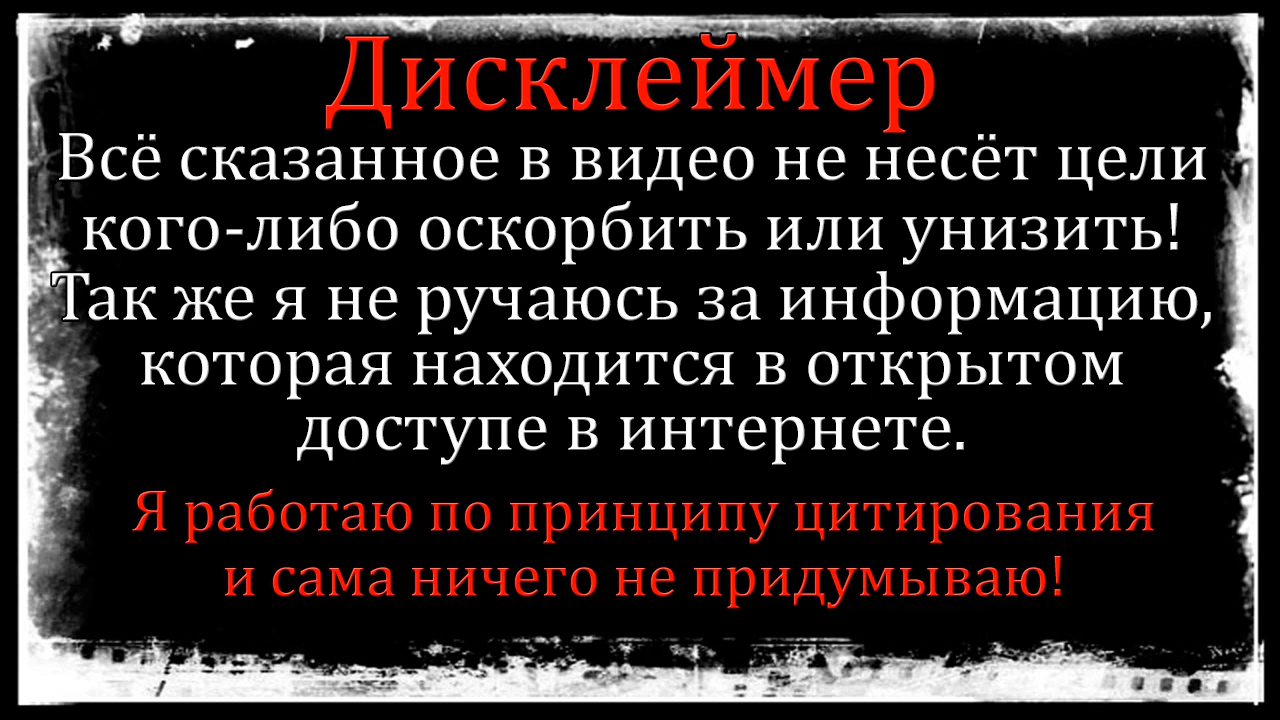 Дисклеймер
Всё сказанное в видео не несёт цели
кого-либо оскорбить или унизить!
Так же я не ручаюсь за информацию,
которая находится в открытом
доступе в интернете.
Я работаю по принципу цитирования
и сама ничего не придумываю!